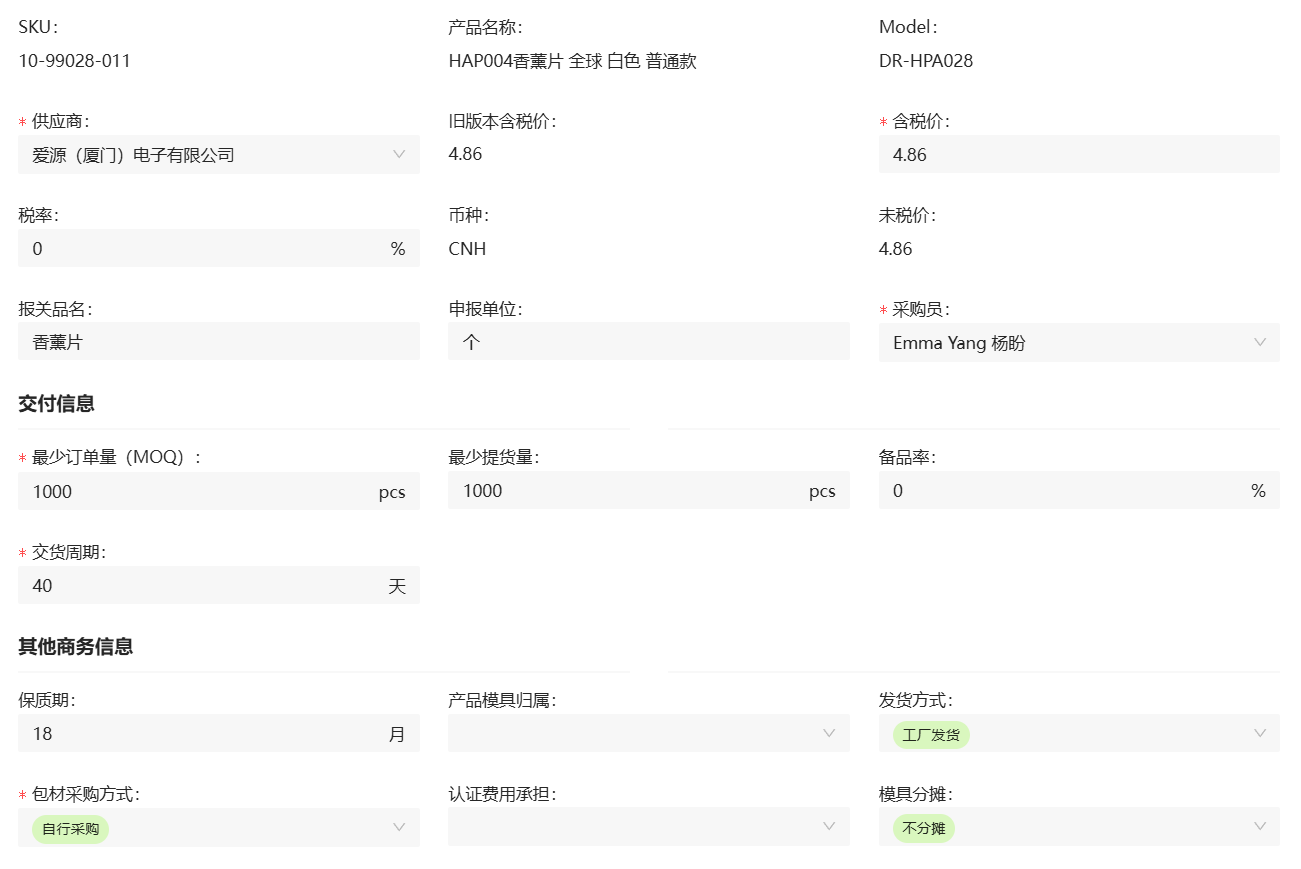 SKU:
产品名称:
Model:
10-99028-011
HAP004香薰片 全球 白色 普通款
DR-HPA028
* 供应商:
旧版本含税价:
* 含税价:
爱源（厦门）电子有限公司
4.86
4.86
税率:
币种:
未税价:
0 %
CNH
4.86
报关品名:
申报单位:
* 采购员:
香薰片
个
Emma Yang 杨盼
交付信息
* 最少订单量（MOQ）:
最少提货量:
备品率:
1000 pcs
1000 pcs
0 %
* 交货周期:
40 天
其他商务信息
保质期:
产品模具归属:
发货方式:
18 月
工厂发货
* 包材采购方式:
认证费用承担:
模具分摊:
自行采购
不分摊